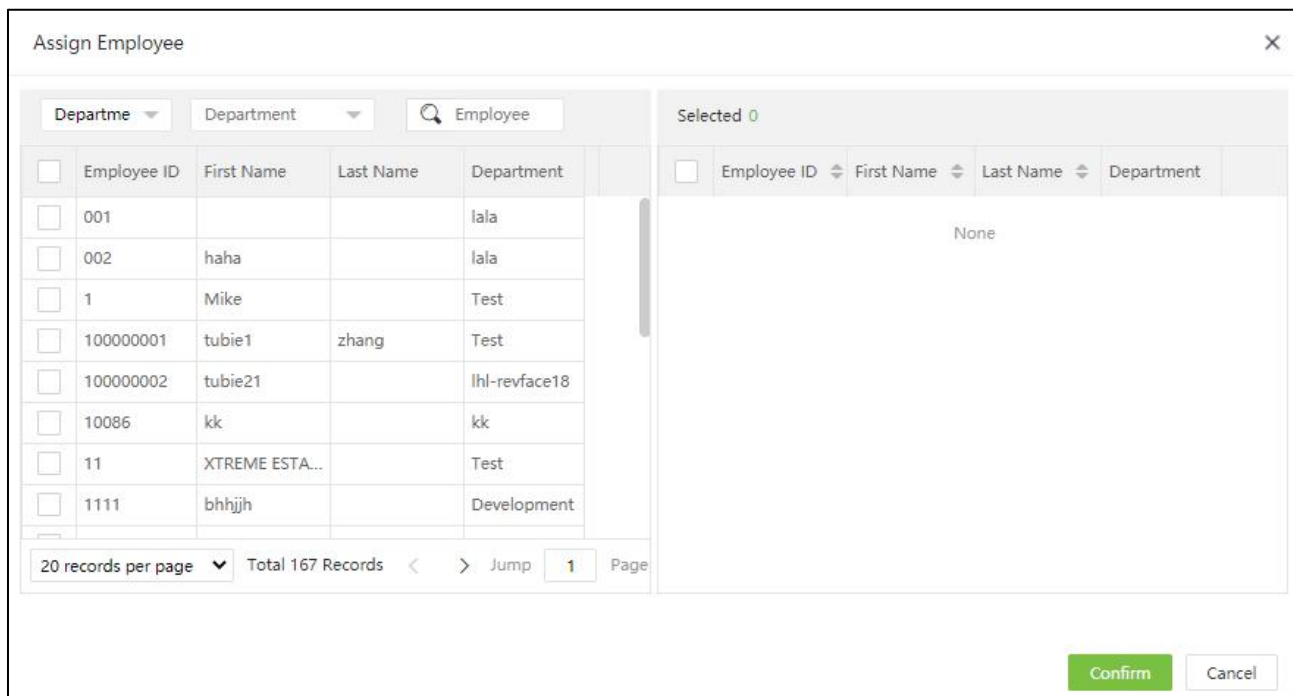 Assign Employee
Departme Department Employee
Selected 0
Employee ID First Name Last Name Department
Employee ID First Name Last Name Department
001 lala
None
002 haha lala
1 Mike Test
100000001 tubie1 zhang Test
100000002 tubie21 lhl-revface18
10086 kk kk
11 XTREME ESTA... Test
1111 bhhjjh Development
20 records per page Total 167 Records < > Jump 1 Page
Confirm Cancel